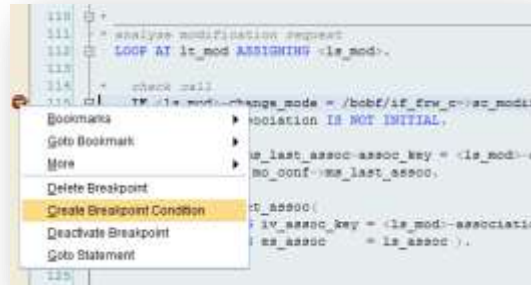 110 *
111 * analyse modification request
112 LOOP AT lt_mod ASSIGNING <ls_mod>.
113
114 * check call
115 IF <ls_mod>-change_mode = /bobf/if_frw_c=>sc_modi
Bookmarks
ociation IS NOT INITIAL.
Goto Bookmark
s_last_assoc-assoc_key = <ls_mod>-
More
mo_conf->ms_last_assoc.
Delete Breakpoint
Create Breakpoint Condition
t_assoc(
Deactivate Breakpoint
iv_assoc_key = <ls_mod>-associati
Goto Statement
es_assoc = ls_assoc ).
125